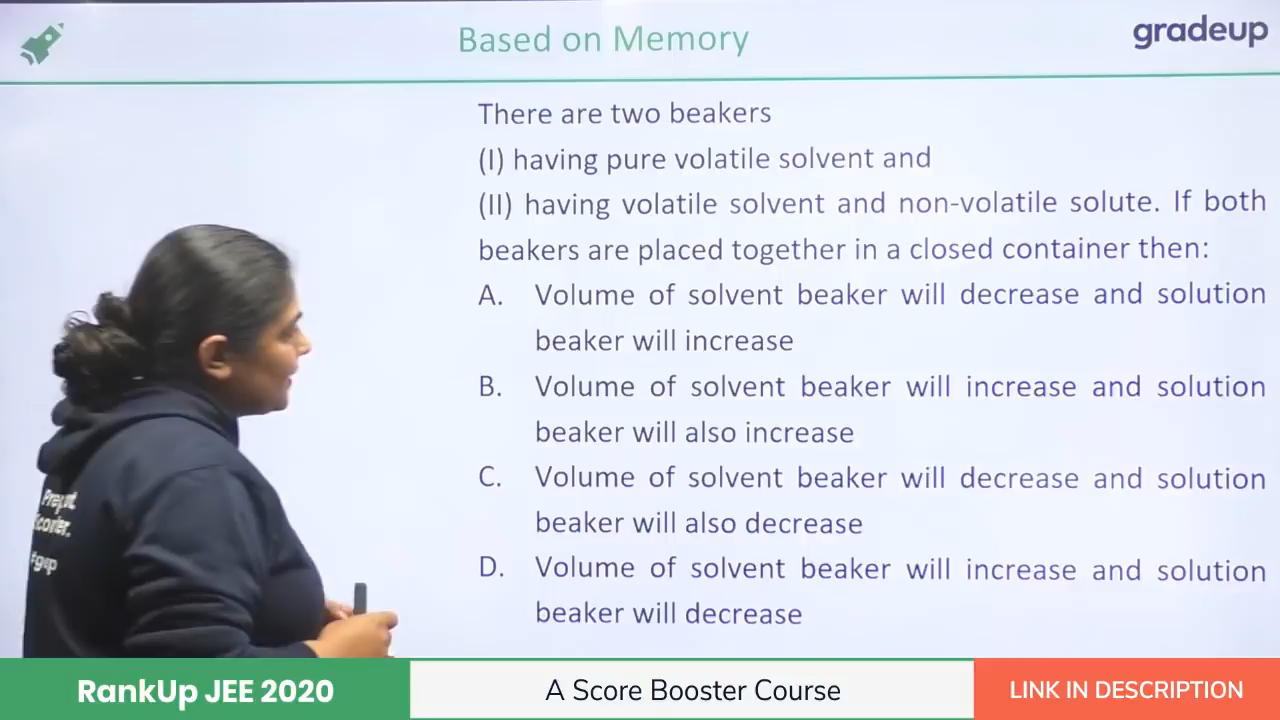 Based on Memory
gradeup
There are two beakers
(I) having pure volatile solvent and
(II) having volatile solvent and non-volatile solute. If both
beakers are placed together in a closed container then:
A. Volume of solvent beaker will decrease and solution
beaker will increase
B. Volume of solvent beaker will increase and solution
beaker will also increase
C. Volume of solvent beaker will decrease and solution
beaker will also decrease
D. Volume of solvent beaker will increase and solution
beaker will decrease
RankUp JEE 2020
A Score Booster Course
LINK IN DESCRIPTION